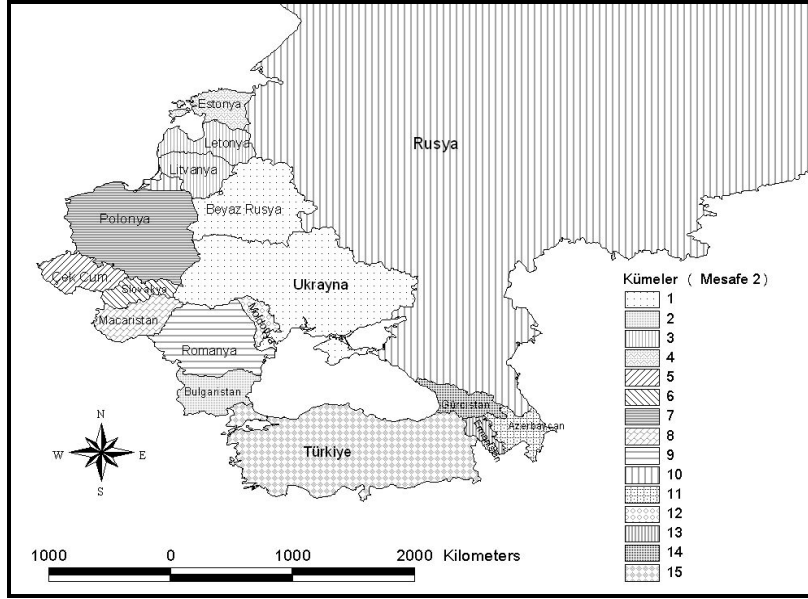 Estonya
Letonya
Litvanya
Rusya
Beyaz Rusya
Polonya
Çek Cum.
Slovakya
Ukrayna
Macaristan
Moldova
Romanya
Bulgaristan
Gürcistan
Azerbaycan
Ermenistan
Türkiye
Kümeler ( Mesafe 2 )
1
2
3
4
5
6
7
8
9
10
11
12
13
14
15
N
W E
S
1000 0 1000 2000 Kilometers